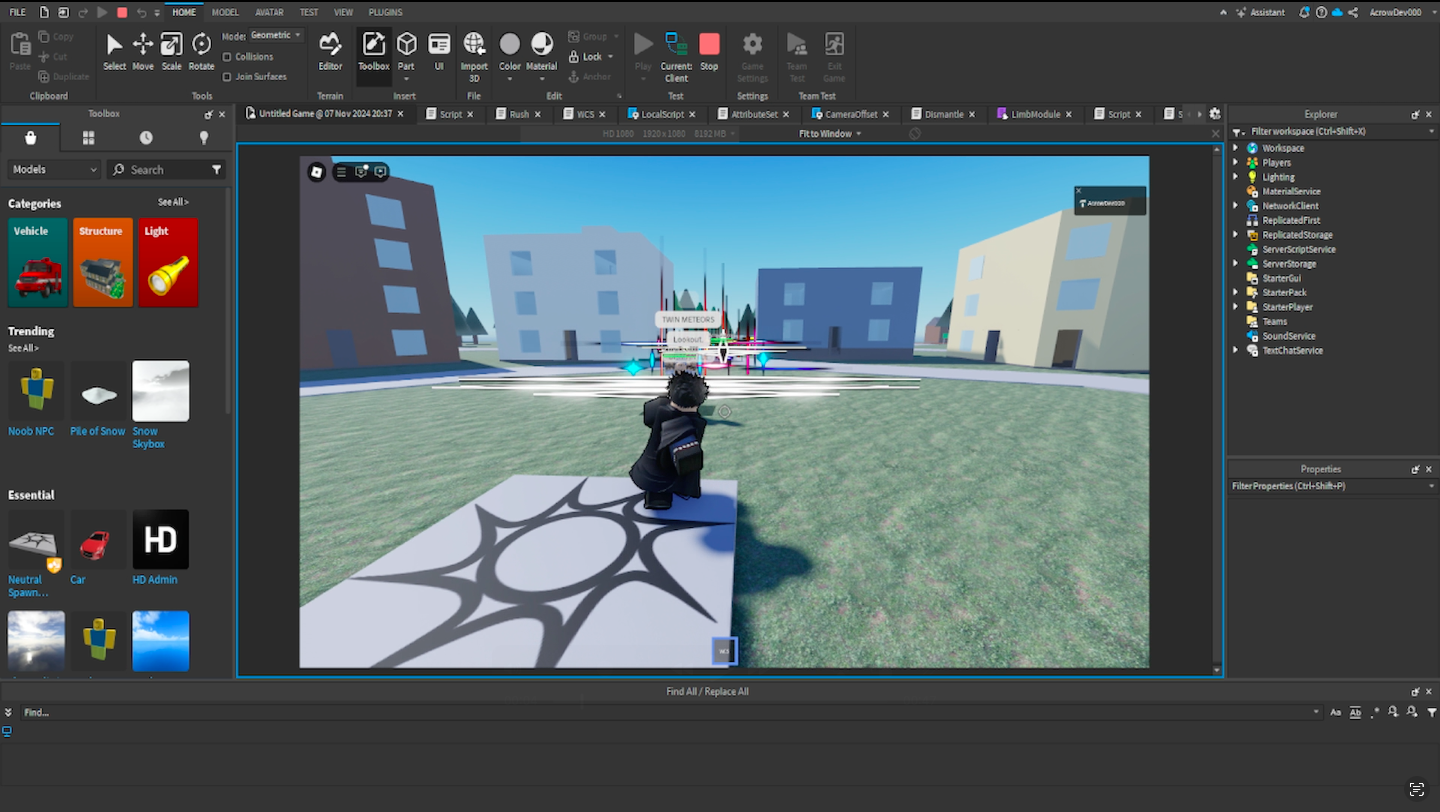 FILE HOME MODEL AVATAR TEST VIEW PLUGINS Assistant AcrowDev000
Copy Mode: Geometric Group
Cut Collisions Lock
Paste Duplicate Select Move Scale Rotate Join Surfaces Editor Toolbox Part UI Import 3D Color Material Anchor Play Current: Client Stop Game Settings Team Test Exit Game
Clipboard Tools Terrain Insert File Edit Test Settings Team Test
Toolbox
Untitled Game @ 07 Nov 2024 20:37 Script Rush WCS LocalScript AttributeSet CameraOffset Dismantle LimbModule Script S
HD 1080 1920 x 1080 8192 MB Fit to Window
Models Search
Categories See All >
Vehicle Structure Light
Trending
See All >
Noob NPC Pile of Snow Snow Skybox
Essential
HD
Neutral Spawn... Car HD Admin
AcrowDev000
TWIN METEORS
Lookout,
Explorer
Filter workspace (Ctrl+Shift+X)
Workspace
Players
Lighting
MaterialService
NetworkClient
ReplicatedFirst
ReplicatedStorage
ServerScriptService
ServerStorage
StarterGui
StarterPack
StarterPlayer
Teams
SoundService
TextChatService
Properties
Filter Properties (Ctrl+Shift+P)
Find All / Replace All
Find...
Aa Ab .*